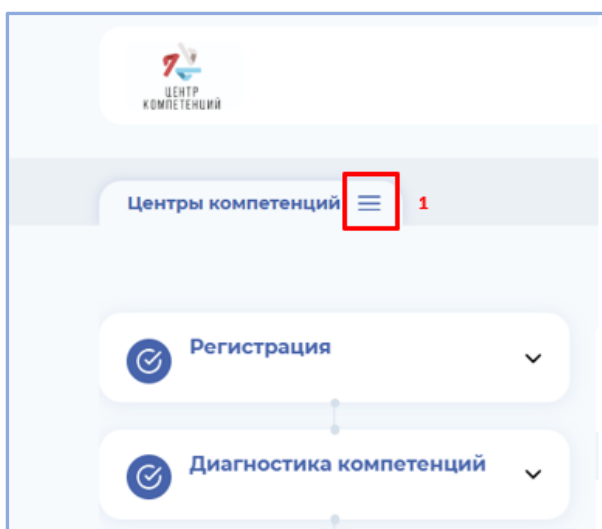 ЦЕНТР
КОМПЕТЕНЦИЙ
Центры компетенций
1
Регистрация
Диагностика компетенций